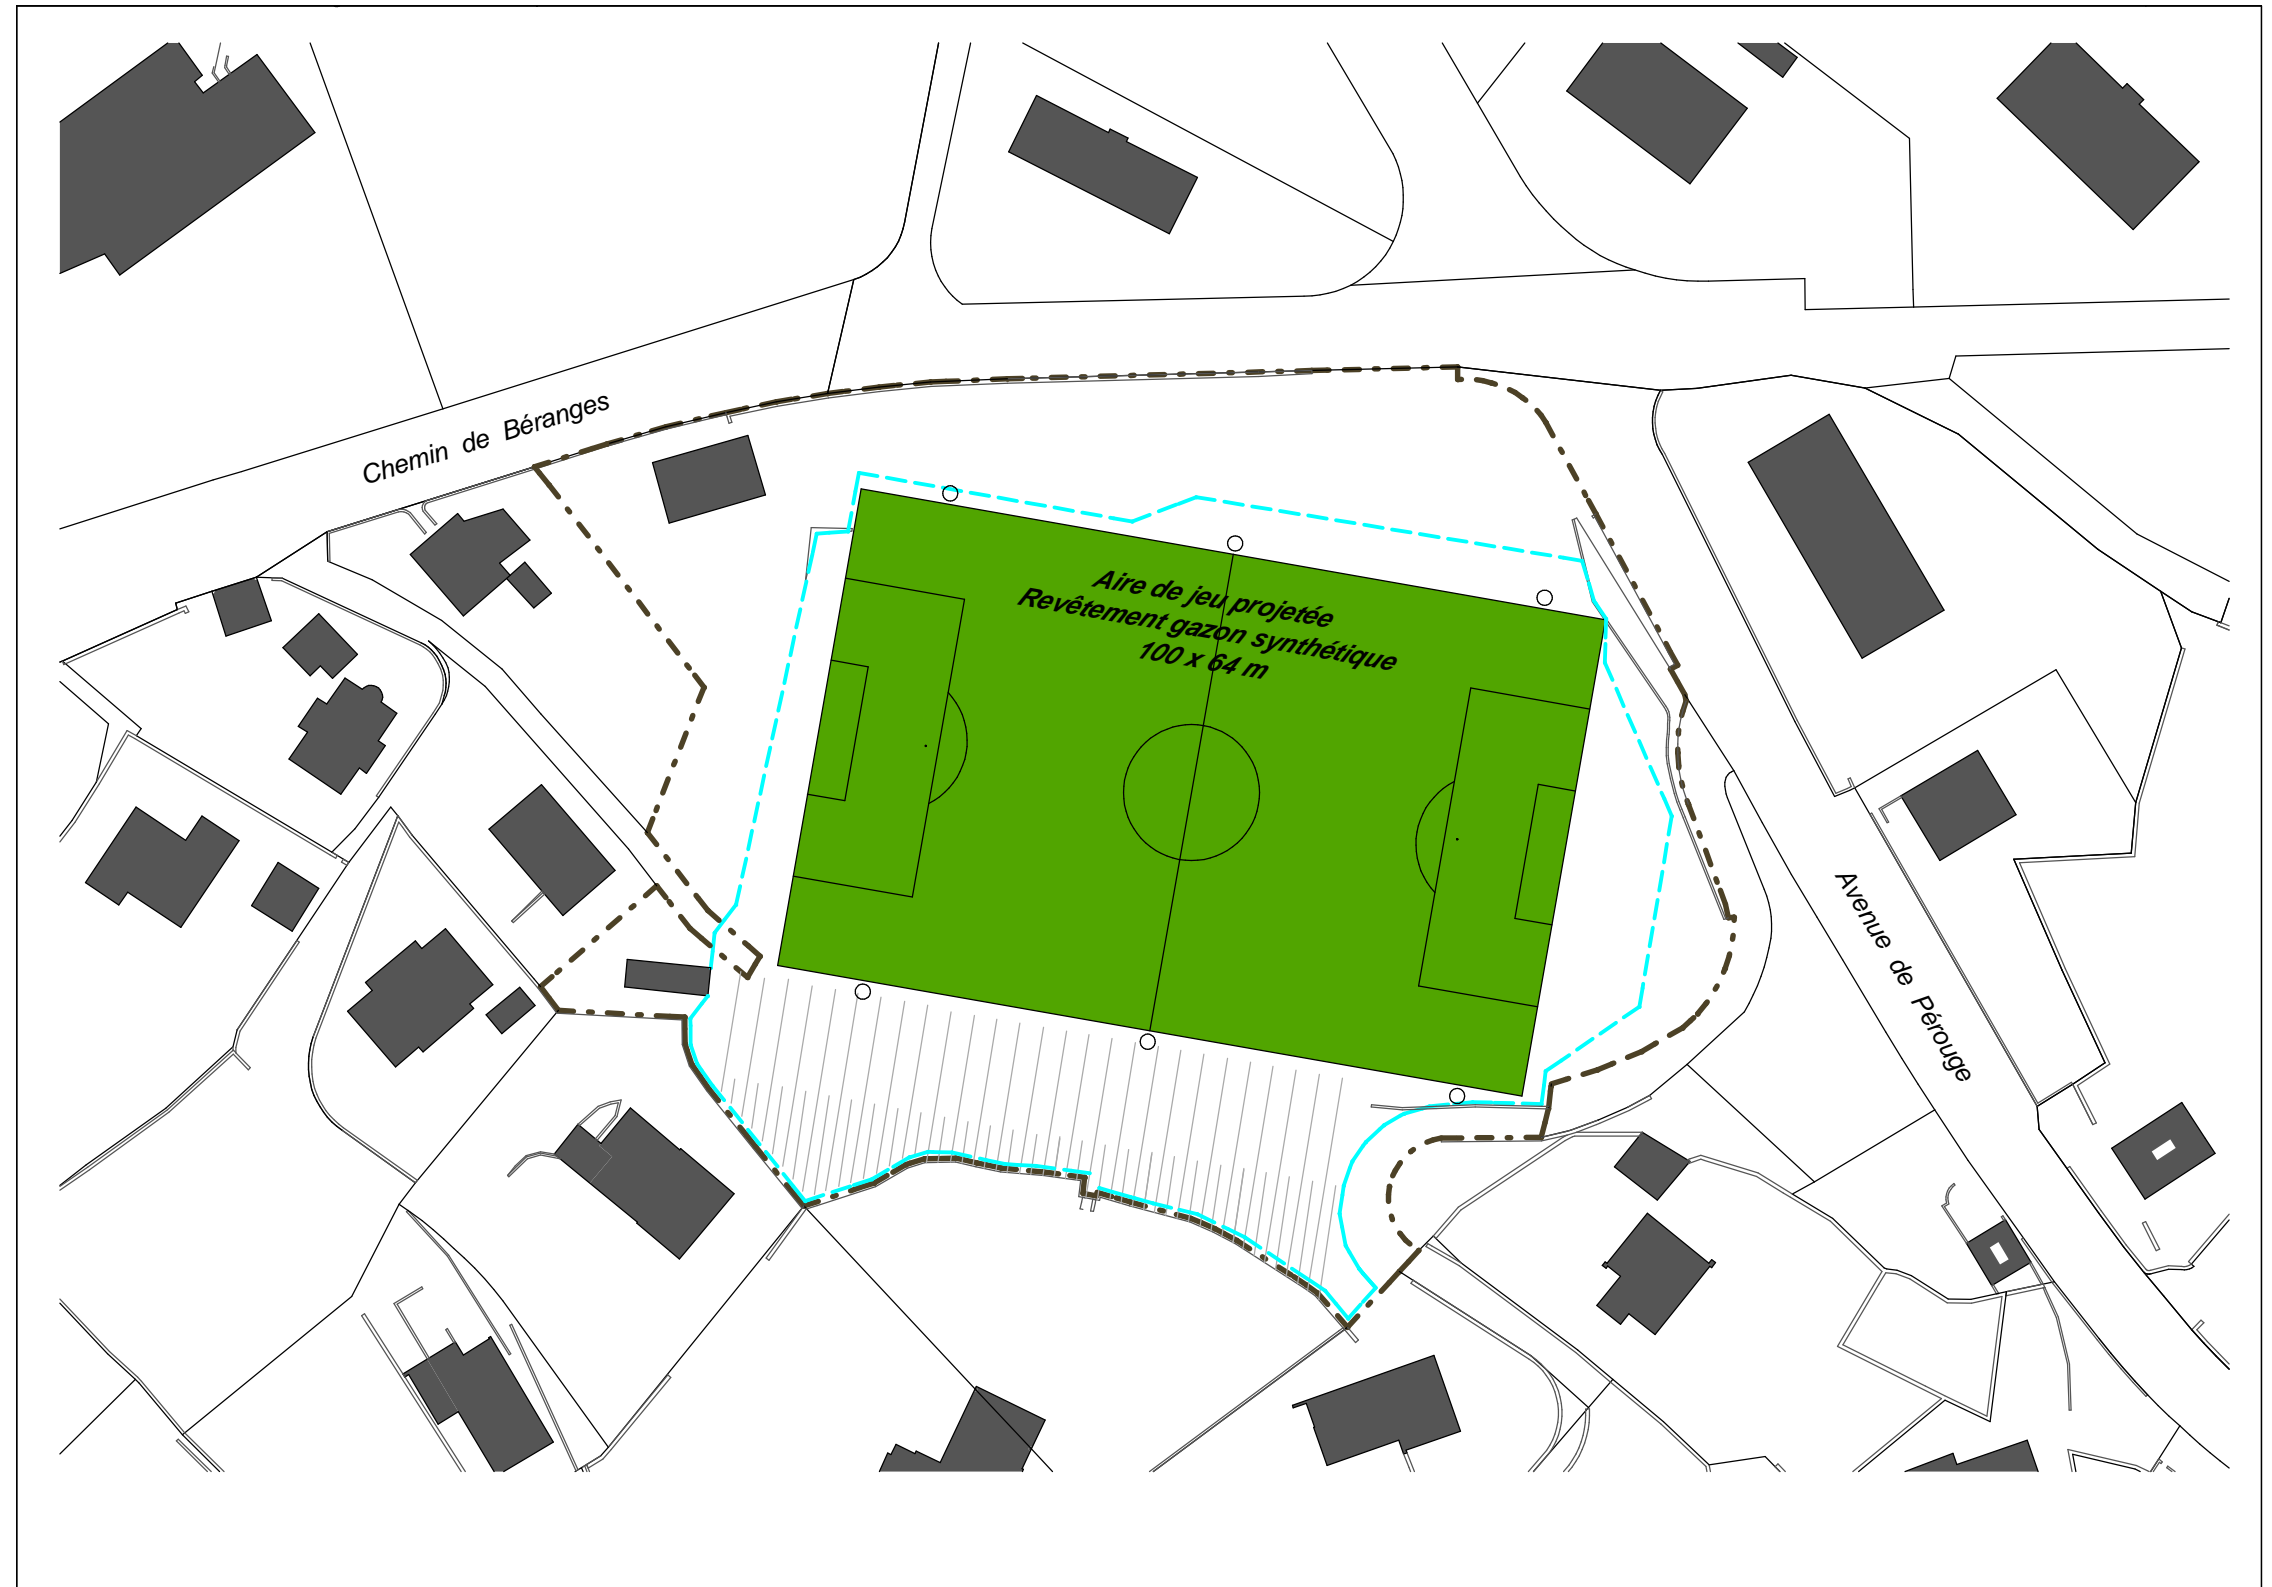 Chemin de Béranges
Aire de jeu projetée
Revêtement gazon synthétique
100 x 64 m
Avenue de Pérouge